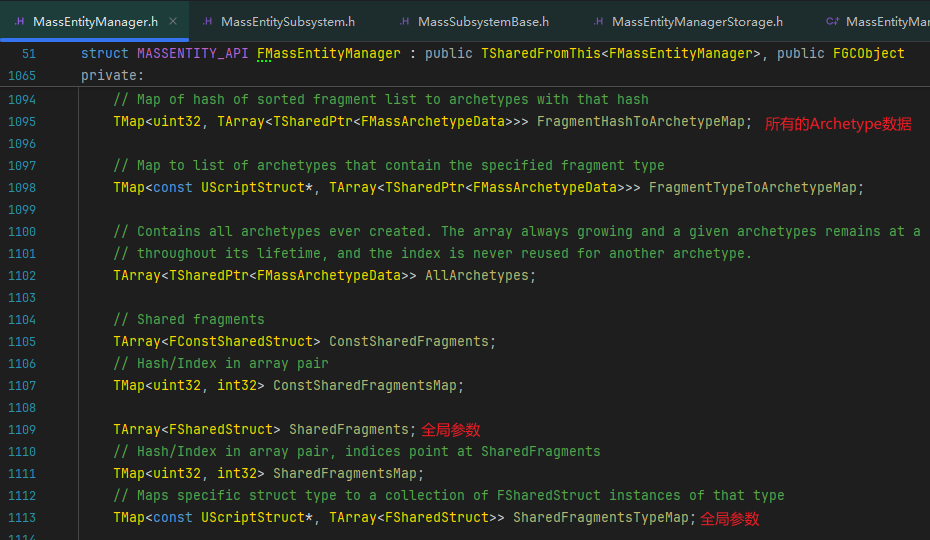 MassEntityManager.h × MassEntitySubsystem.h MassSubsystemBase.h MassEntityManagerStorage.h MassEntityMan
51 struct MASSENTITY_API FMassEntityManager : public TSharedFromThis<FMassEntityManager>, public FGCObject
1065 private:
1094 // Map of hash of sorted fragment list to archetypes with that hash
1095 TMap<uint32, TArray<TSharedPtr<FMassArchetypeData>>> FragmentHashToArchetypeMap; 所有的Archetype数据
1096
1097 // Map to list of archetypes that contain the specified fragment type
1098 TMap<const UScriptStruct*, TArray<TSharedPtr<FMassArchetypeData>>> FragmentTypeToArchetypeMap;
1099
1100 // Contains all archetypes ever created. The array always growing and a given archetypes remains at a
1101 // throughout its lifetime, and the index is never reused for another archetype.
1102 TArray<TSharedPtr<FMassArchetypeData>> AllArchetypes;
1103
1104 // Shared fragments
1105 TArray<FConstSharedStruct> ConstSharedFragments;
1106 // Hash/Index in array pair
1107 TMap<uint32, int32> ConstSharedFragmentsMap;
1108
1109 TArray<FSharedStruct> SharedFragments; 全局参数
1110 // Hash/Index in array pair, indices point at SharedFragments
1111 TMap<uint32, int32> SharedFragmentsMap;
1112 // Maps specific struct type to a collection of FSharedStruct instances of that type
1113 TMap<const UScriptStruct*, TArray<FSharedStruct>> SharedFragmentsTypeMap; 全局参数